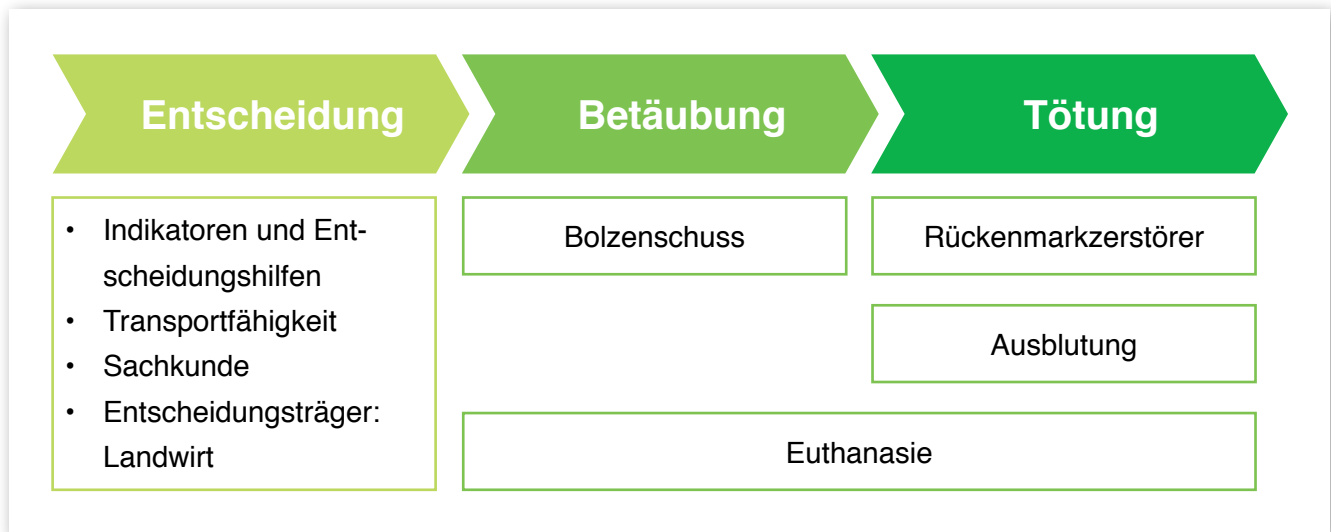 Entscheidung
Betäubung
Tötung
• Indikatoren und Ent-
scheidungshilfen
• Transportfähigkeit
• Sachkunde
• Entscheidungsträger:
Landwirt
Bolzenschuss
Rückenmarkzerstörer
Ausblutung
Euthanasie